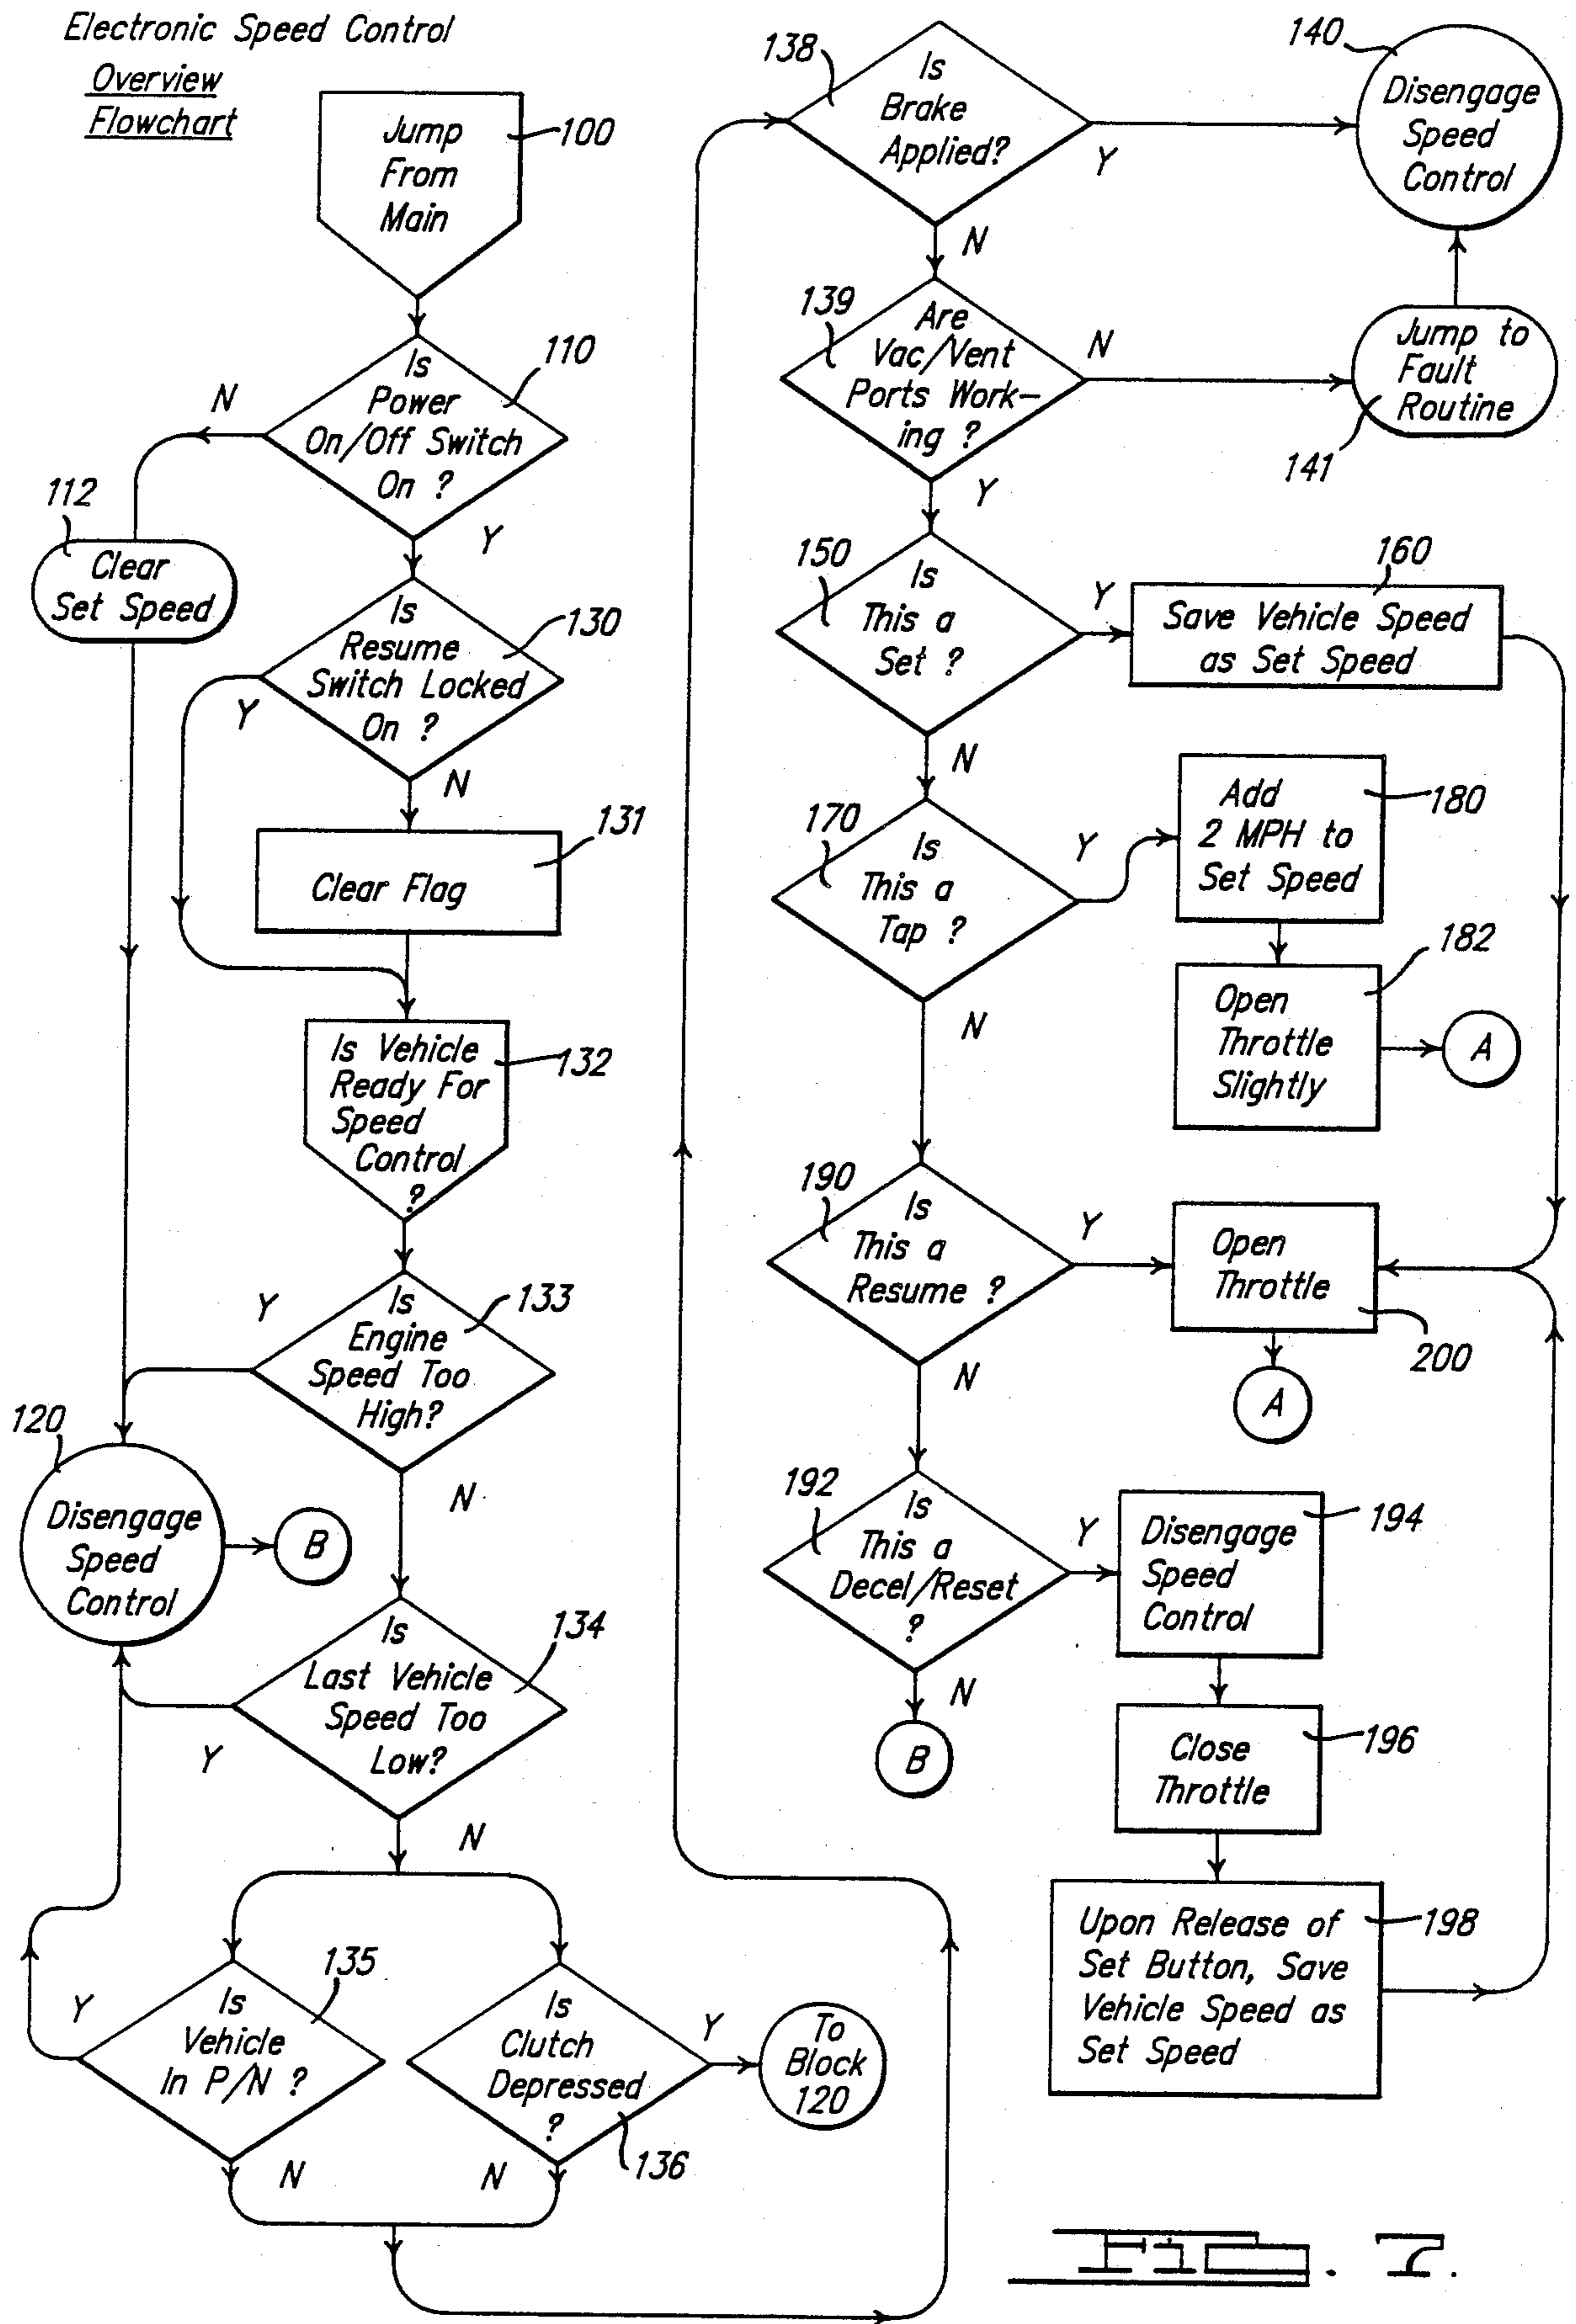 Electronic Speed Control
Overview
Flowchart
Jump
From
Main
100
Is
Power
On/Off Switch
On ?
110
N
Y
112
Clear
Set Speed
Is
Resume
Switch Locked
On ?
130
Y
N
131
Clear Flag
Is Vehicle
Ready For
Speed
Control
?
132
Is
Engine
Speed Too
High?
133
Y
N
120
Disengage
Speed
Control
B
Is
Last Vehicle
Speed Too
Low?
134
Y
N
Is
Vehicle
In P/N ?
135
Y
N
Is
Clutch
Depressed
?
136
Y
N
To
Block
120
138
Is
Brake
Applied?
Y
N
140
Disengage
Speed
Control
139
Are
Vac/Vent
Ports Work-
ing ?
N
Y
Jump to
Fault
Routine
141
150
Is
This a
Set ?
Y
N
160
Save Vehicle Speed
as Set Speed
170
Is
This a
Tap ?
Y
N
Add
2 MPH to
Set Speed
180
182
Open
Throttle
Slightly
A
190
Is
This a
Resume ?
Y
N
Open
Throttle
200
A
192
Is
This a
Decel/Reset
?
Y
N
B
Disengage
Speed
Control
194
Close
Throttle
196
Upon Release of
Set Button, Save
Vehicle Speed as
Set Speed
198
FIG. 7.